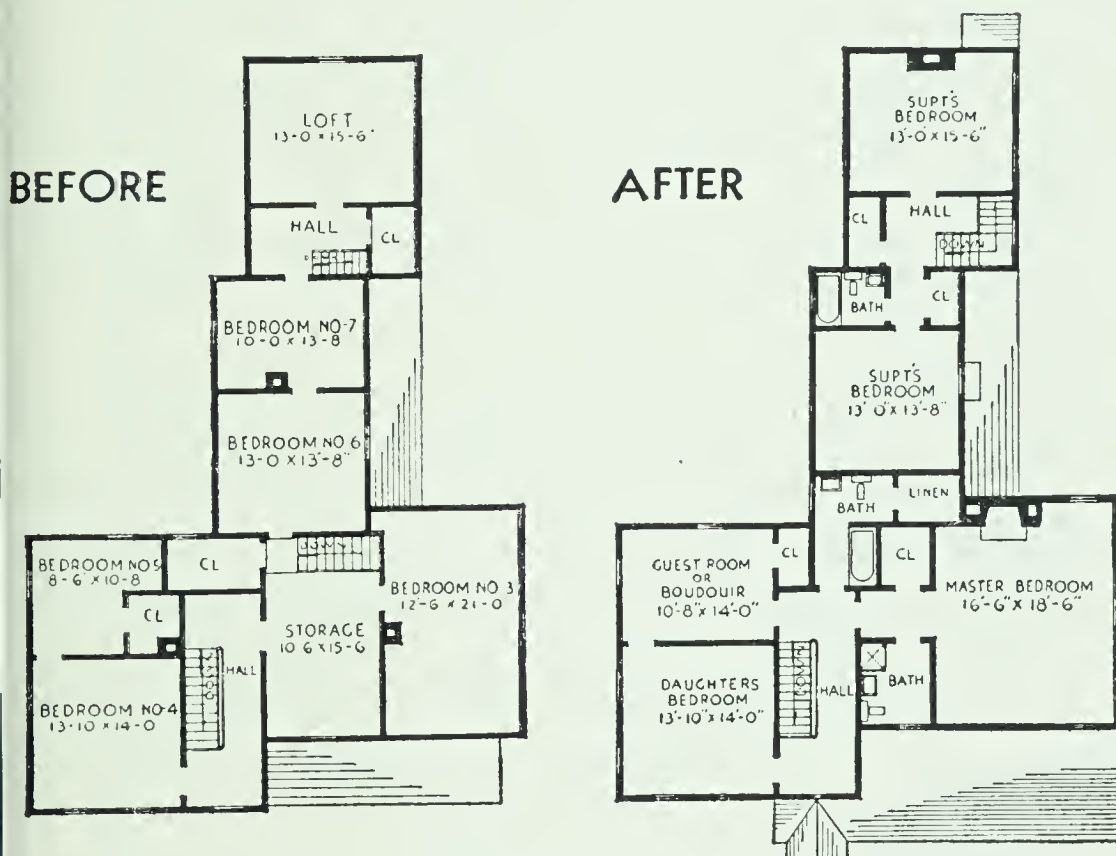 BEFORE
LOFT
13-0 X 15-6"
HALL
CL
DOWN
BEDROOM NO-7
10-0 X 13-8
BEDROOM NO 6
13-0 X 13'-8"
DOWN
BEDROOM NO 5
8-6' X 10-8
CL
CL
BEDROOM NO 3
12'-6 X 21-0
STORAGE
10 6 X 15-6
HALL
DOWN
BEDROOM NO-4
13-10 X 14-0
AFTER
SUPT'S
BEDROOM
13'-0" X 15-6"
CL
HALL
DOWN
BATH
CL
SUPT'S
BEDROOM
13' 0" X 13'-8"
BATH
LINEN
GUEST ROOM
OR
BOUDOUIR
10'-8" X 14'-0"
CL
CL
MASTER BEDROOM
16'-6" X 18'-6"
DAUGHTERS
BEDROOM
13'-10" X 14'-0"
DOWN
HALL
BATH